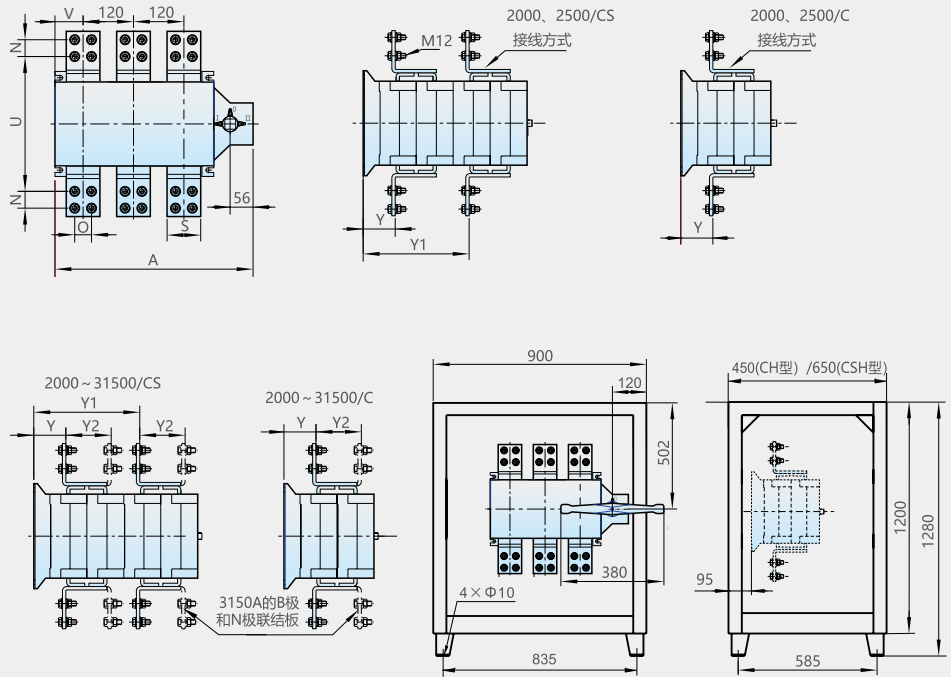 V
120
120
N
U
N
I
O
II
56
O
S
A
2000、2500/CS
接线方式
M12
Y
Y1
2000、2500/C
接线方式
Y
2000～31500/CS
Y1
Y
Y2
Y2
2000～31500/C
Y
Y2
3150A的B极
和N极联结板
900
120
502
380
4×Φ10
835
450(CH型）/650(CSH型)
1200
1280
95
585